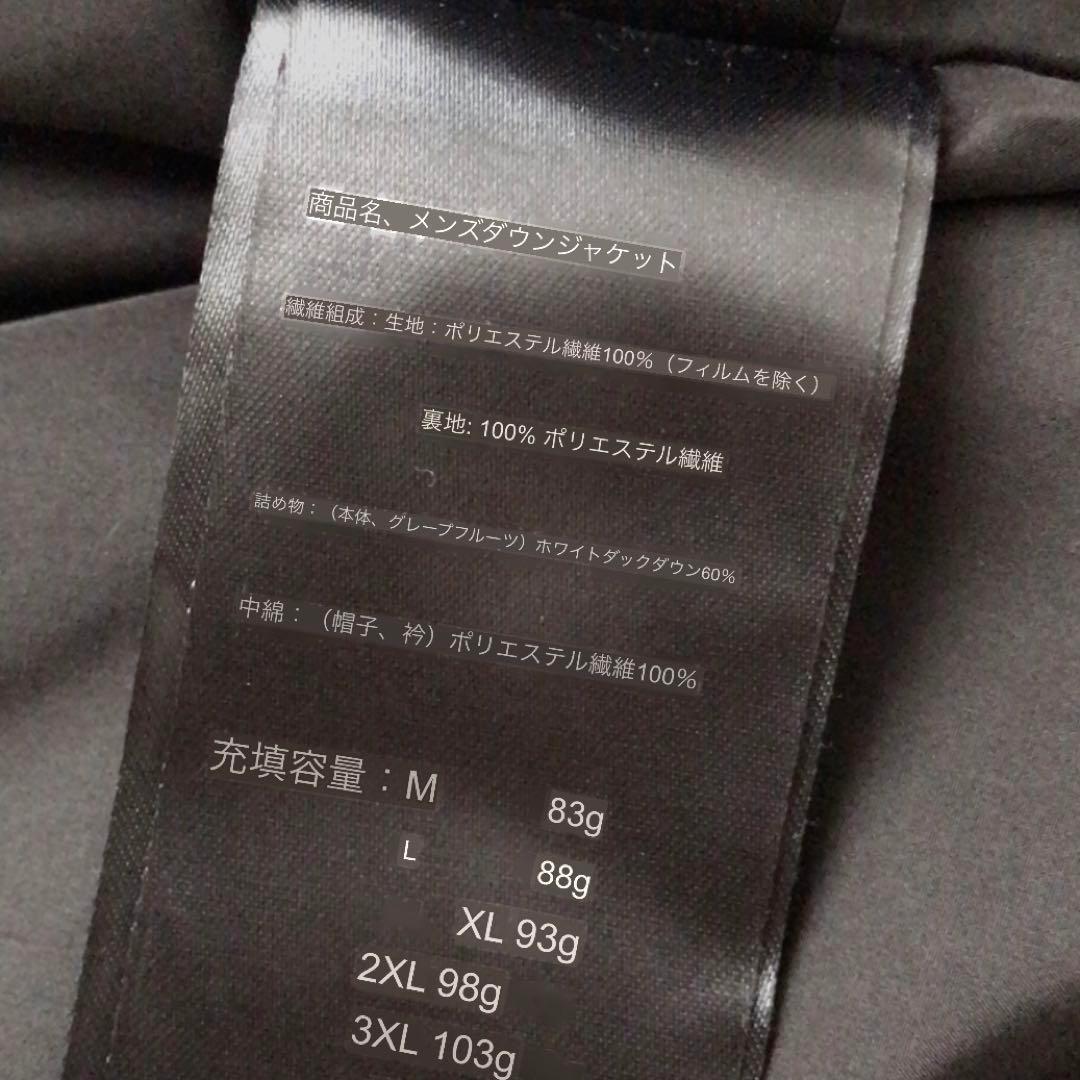 商品名、メンズダウンジャケット
繊維組成：生地：ポリエステル繊維100%（フィルムを除く）
裏地: 100% ポリエステル繊維
詰め物：（本体、グレープフルーツ）ホワイトダックダウン60%
中綿：（帽子、衿）ポリエステル繊維100%
充填容量：M 83g
L 88g
XL 93g
2XL 98g
3XL 103g